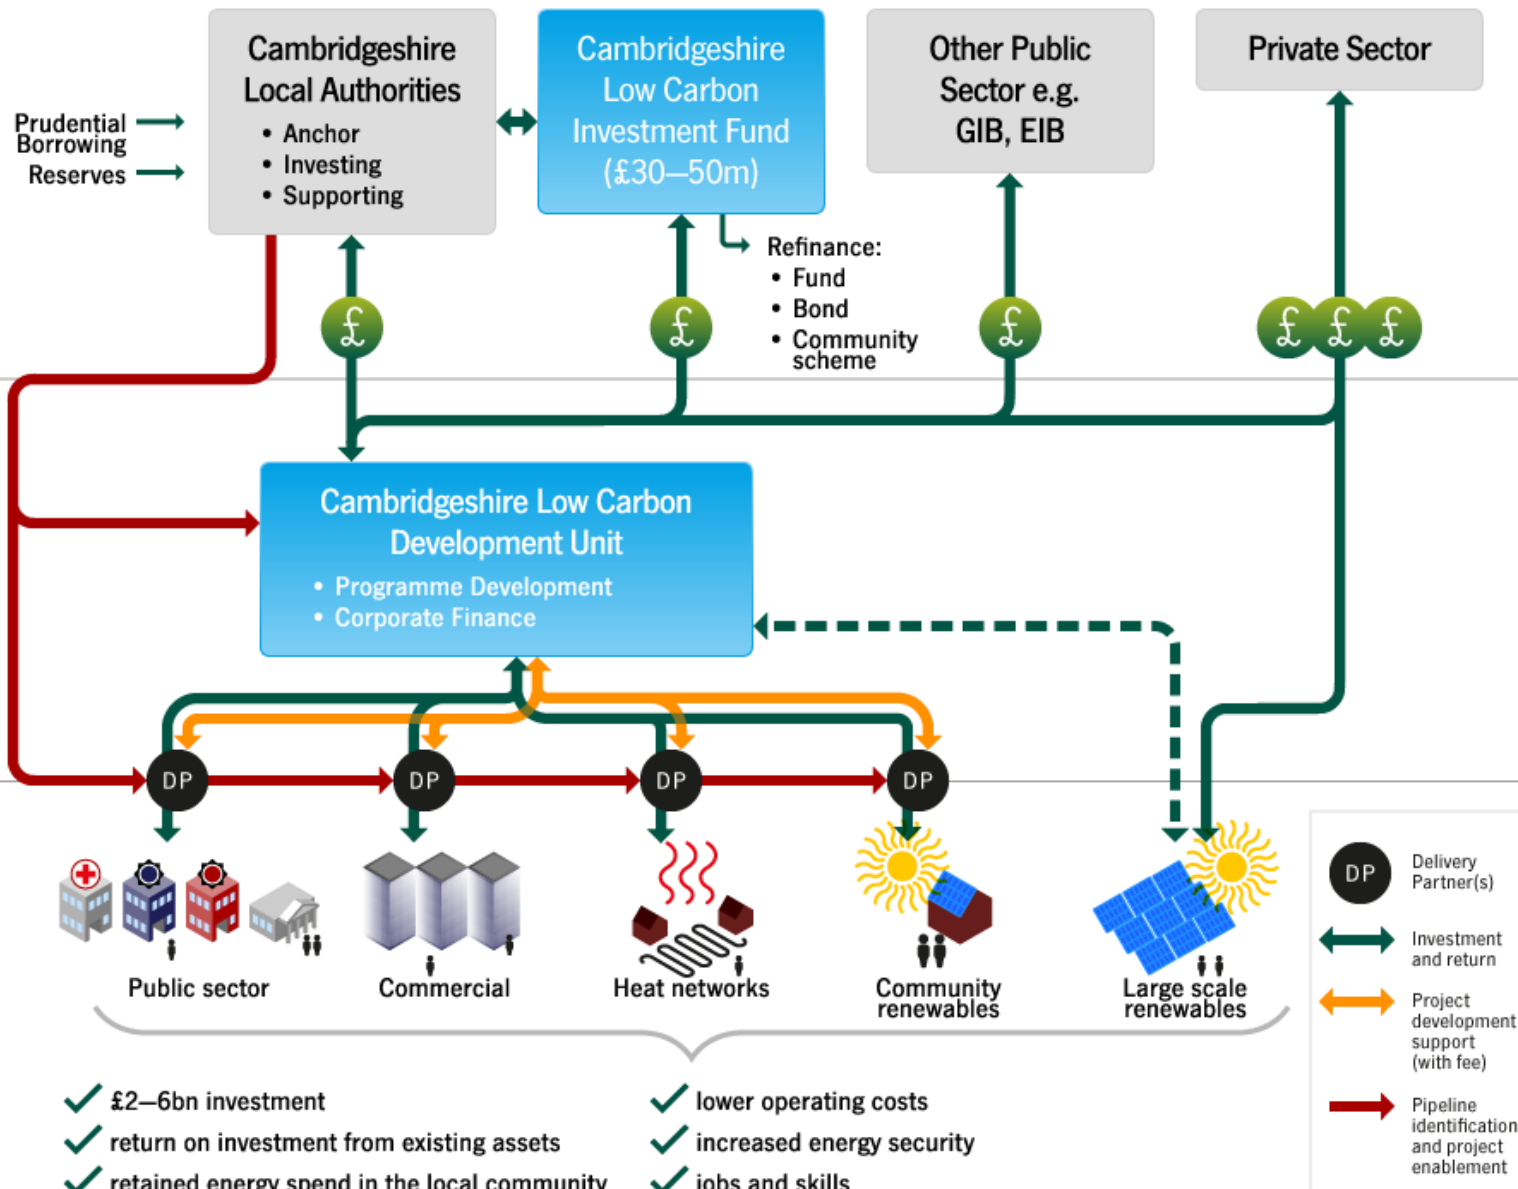 Cambridgeshire
Local Authorities
• Anchor
• Investing
• Supporting
Prudential
Borrowing
Reserves
Cambridgeshire
Low Carbon
Investment Fund
(£30—50m)
Other Public
Sector e.g.
GIB, EIB
Private Sector
Refinance:
• Fund
• Bond
• Community
scheme
£
£
£
£ £ £
Cambridgeshire Low Carbon
Development Unit
• Programme Development
• Corporate Finance
DP
DP
DP
DP
Public sector
Commercial
Heat networks
Community
renewables
Large scale
renewables
DP
Delivery
Partner(s)
Investment
and return
Project
development
support
(with fee)
Pipeline
identification
and project
enablement
£2—6bn investment
return on investment from existing assets
retained energy spend in the local community
lower operating costs
increased energy security
jobs and skills